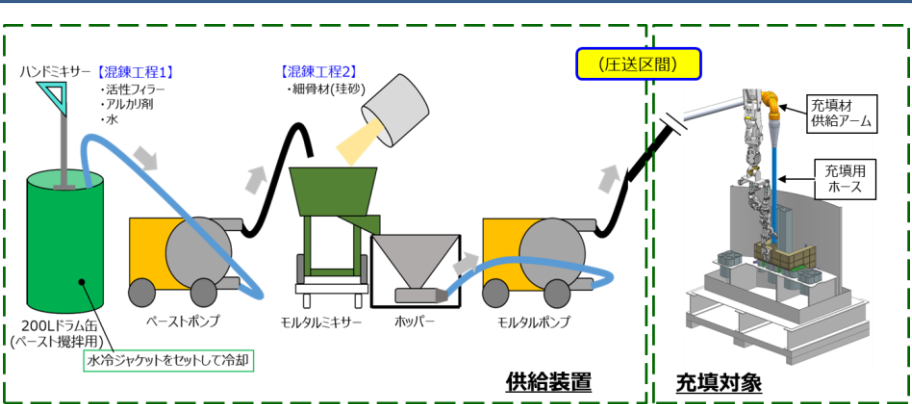 ハンドミキサー
【混錬工程1】
・活性フィラー
・アルカリ剤
・水
【混錬工程2】
・細骨材(珪砂)
（圧送区間）
充填材
供給アーム
充填用
ホース
200Lドラム缶
(ペースト攪拌用)
ペーストポンプ
モルタルミキサー
ホッパー
モルタルポンプ
水冷ジャケットをセットして冷却
供給装置
充填対象